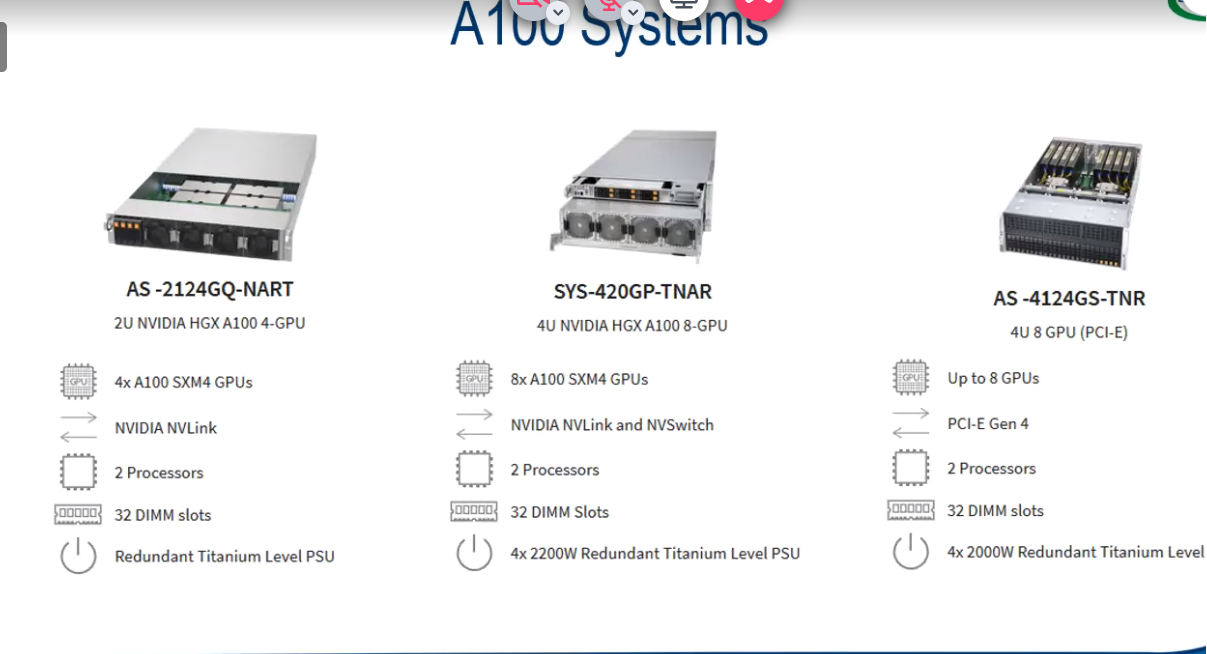 A100 Systems
AS -2124GQ-NART
2U NVIDIA HGX A100 4-GPU
GPU
4x A100 SXM4 GPUs
NVIDIA NVLink
2 Processors
32 DIMM slots
Redundant Titanium Level PSU
SYS-420GP-TNAR
4U NVIDIA HGX A100 8-GPU
GPU
8x A100 SXM4 GPUs
NVIDIA NVLink and NVSwitch
2 Processors
32 DIMM Slots
4x 2200W Redundant Titanium Level PSU
AS -4124GS-TNR
4U 8 GPU (PCI-E)
GPU
Up to 8 GPUs
PCI-E Gen 4
2 Processors
32 DIMM slots
4x 2000W Redundant Titanium Level